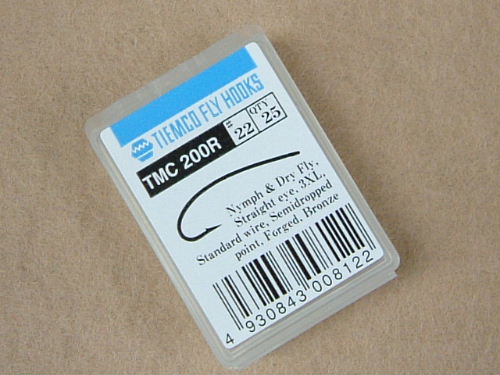 TIEMCO FLY HOOKS
TMC 200R
# 22
QTY 25
Nymph & Dry Fly,
Straight eye, 3XL,
Standard wire, Semidropped
point, Forged, Bronze
4 930843 008122